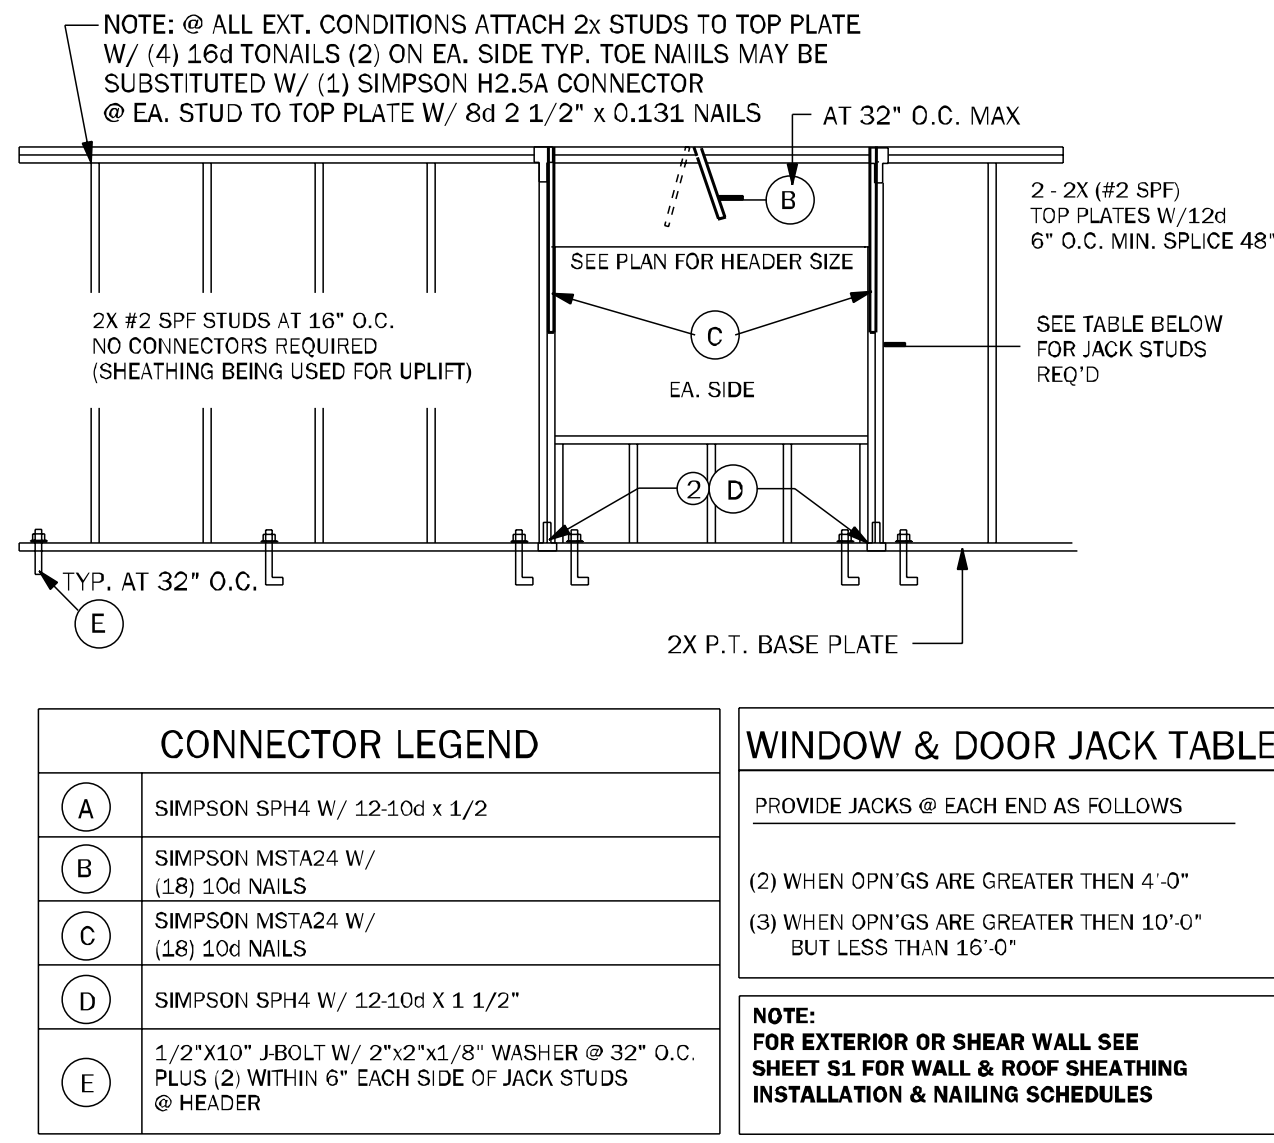 NOTE: @ ALL EXT. CONDITIONS ATTACH 2x STUDS TO TOP PLATE
W/ (4) 16d TONAILS (2) ON EA. SIDE TYP. TOE NAIILS MAY BE
SUBSTITUTED W/ (1) SIMPSON H2.5A CONNECTOR
@ EA. STUD TO TOP PLATE W/ 8d 2 1/2" x 0.131 NAILS
AT 32" O.C. MAX
B
2 - 2X (#2 SPF)
TOP PLATES W/12d
6" O.C. MIN. SPLICE 48"
SEE PLAN FOR HEADER SIZE
2X #2 SPF STUDS AT 16" O.C.
NO CONNECTORS REQUIRED
(SHEATHING BEING USED FOR UPLIFT)
C
EA. SIDE
SEE TABLE BELOW
FOR JACK STUDS
REQ'D
2 D
TYP. AT 32" O.C.
E
2X P.T. BASE PLATE
CONNECTOR LEGEND
A SIMPSON SPH4 W/ 12-10d x 1/2
B SIMPSON MSTA24 W/
(18) 10d NAILS
C SIMPSON MSTA24 W/
(18) 10d NAILS
D SIMPSON SPH4 W/ 12-10d X 1 1/2"
E 1/2"X10" J-BOLT W/ 2"x2"x1/8" WASHER @ 32" O.C.
PLUS (2) WITHIN 6" EACH SIDE OF JACK STUDS
@ HEADER
WINDOW & DOOR JACK TABLE
PROVIDE JACKS @ EACH END AS FOLLOWS
(2) WHEN OPN'GS ARE GREATER THEN 4'-0"
(3) WHEN OPN'GS ARE GREATER THEN 10'-0"
BUT LESS THAN 16'-0"
NOTE:
FOR EXTERIOR OR SHEAR WALL SEE
SHEET S1 FOR WALL & ROOF SHEATHING
INSTALLATION & NAILING SCHEDULES